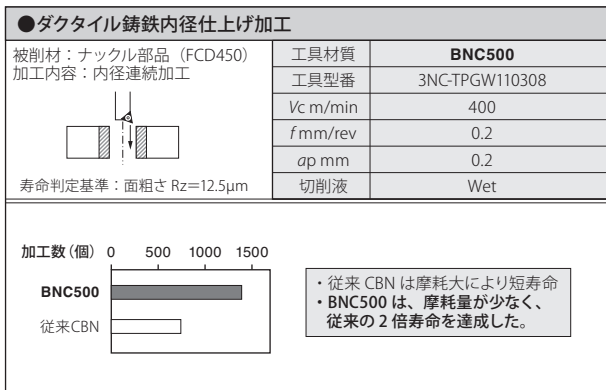 ●ダクタイル鋳鉄内径仕上げ加工
被削材：ナックル部品（FCD450）
加工内容：内径連続加工
寿命判定基準：面粗さ Rz＝12.5μm
工具材質 BNC500
工具型番 3NC-TPGW110308
Vc m/min 400
f mm/rev 0.2
ap mm 0.2
切削液 Wet
加工数（個） 0 500 1000 1500
BNC500
従来CBN
・従来 CBN は摩耗大により短寿命
・BNC500 は、摩耗量が少なく、
従来の 2 倍寿命を達成した。